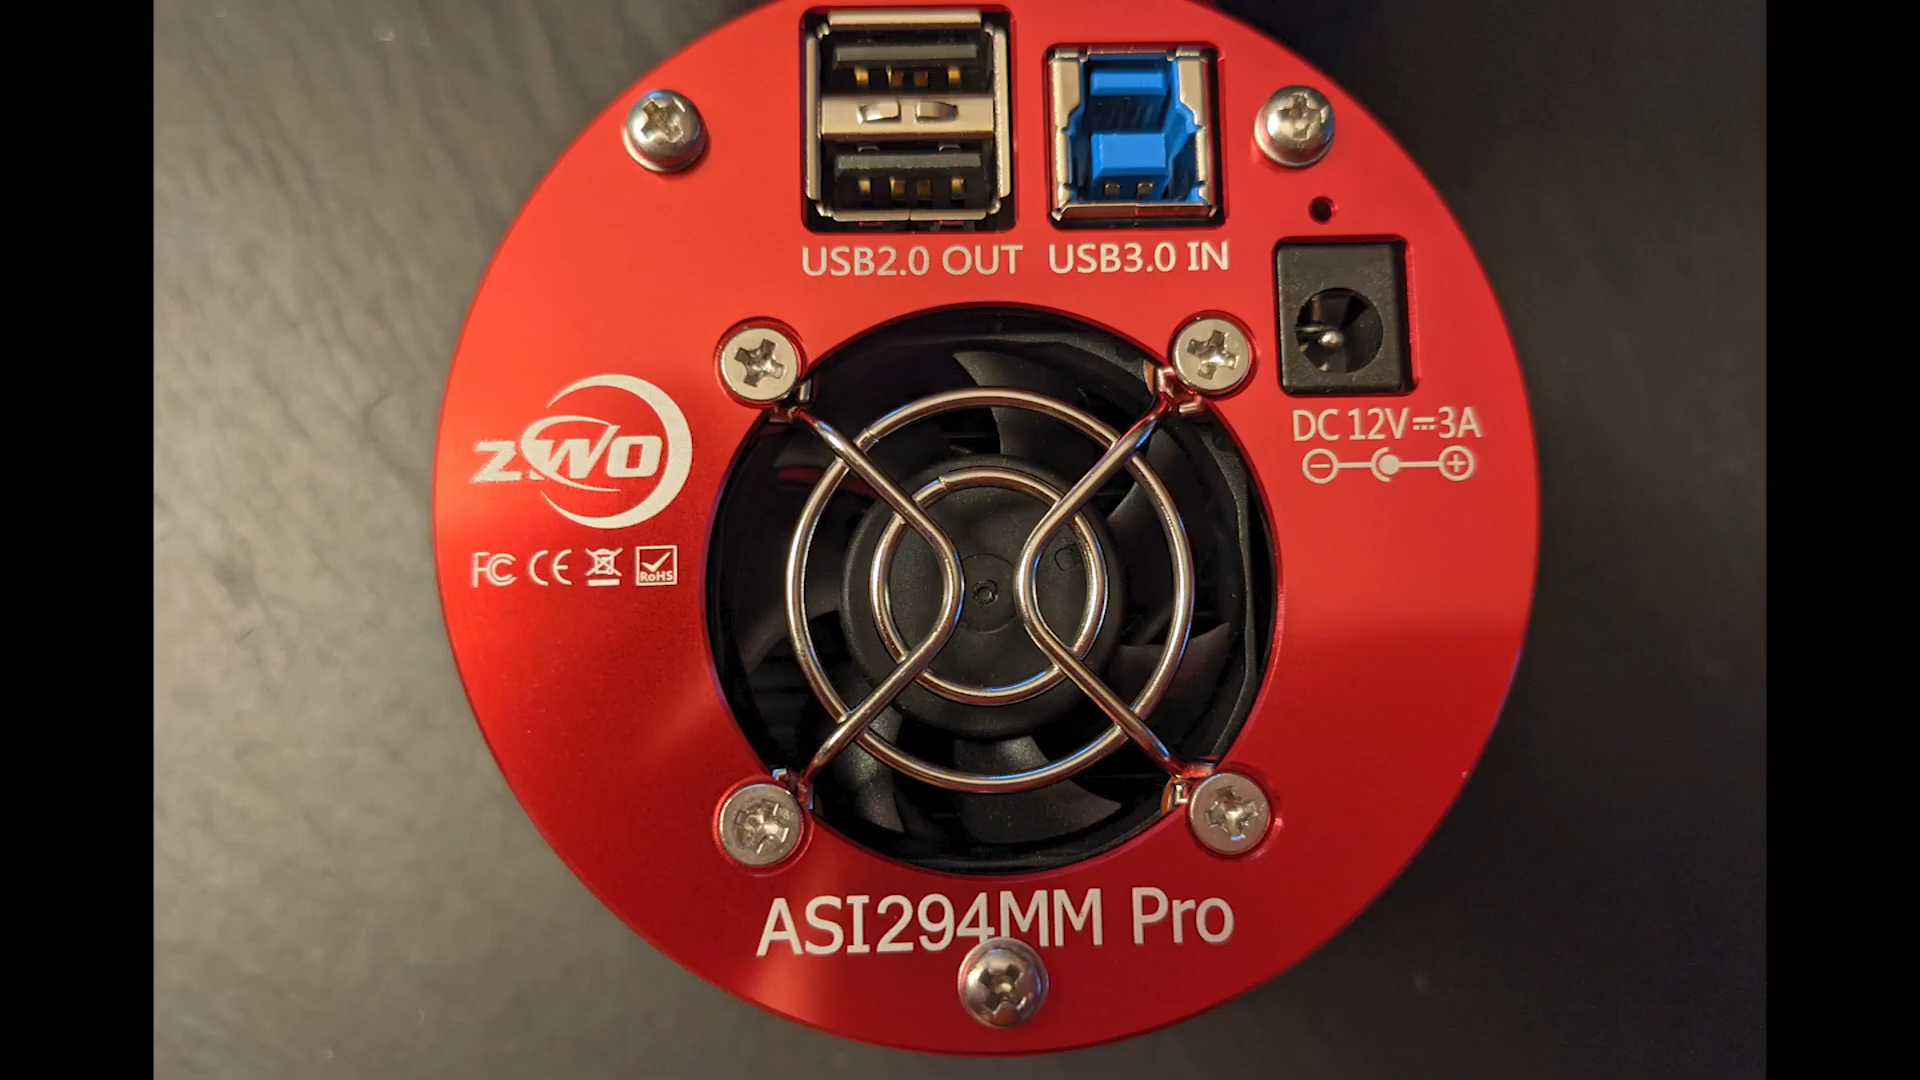 USB2.0 OUT
USB3.0 IN
DC 12V⎓3A
ZWO
FC CE RoHS
ASI294MM Pro